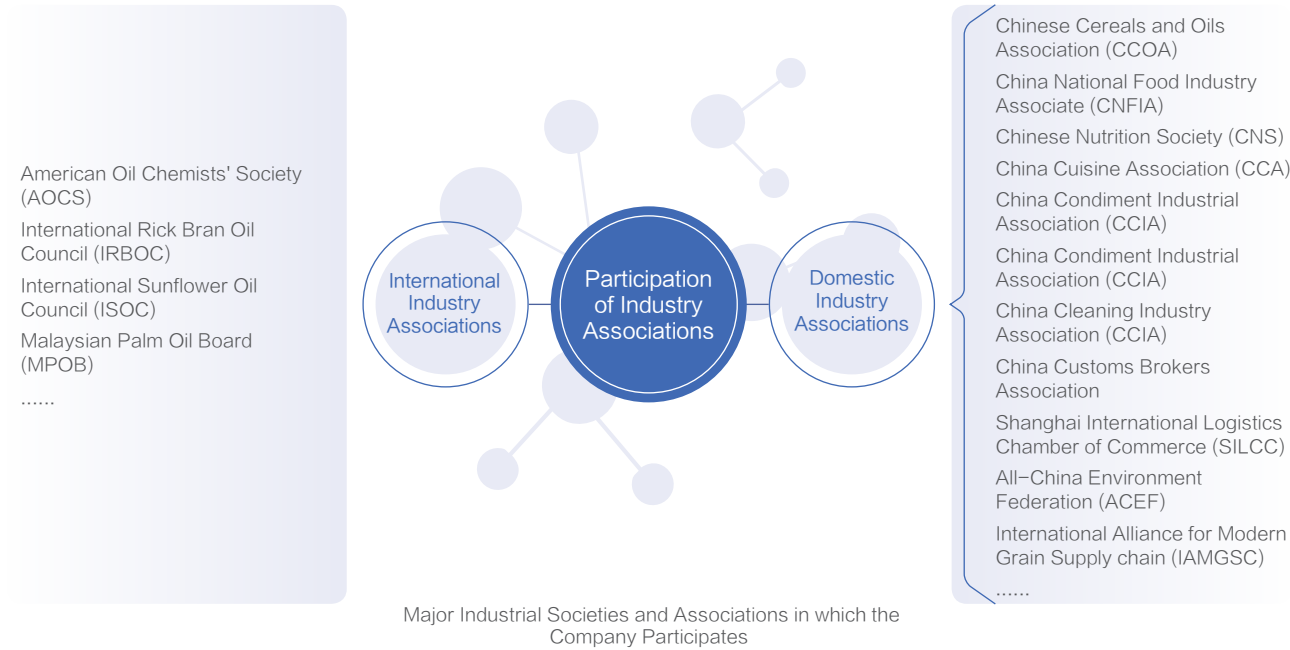 American Oil Chemists' Society
(AOCS)
International Rick Bran Oil
Council (IRBOC)
International Sunflower Oil
Council (ISOC)
Malaysian Palm Oil Board
(MPOB)
......
International
Industry
Associations
Participation
of Industry
Associations
Domestic
Industry
Associations
Chinese Cereals and Oils
Association (CCOA)
China National Food Industry
Associate (CNFIA)
Chinese Nutrition Society (CNS)
China Cuisine Association (CCA)
China Condiment Industrial
Association (CCIA)
China Condiment Industrial
Association (CCIA)
China Cleaning Industry
Association (CCIA)
China Customs Brokers
Association
Shanghai International Logistics
Chamber of Commerce (SILCC)
All-China Environment
Federation (ACEF)
International Alliance for Modern
Grain Supply chain (IAMGSC)
......
Major Industrial Societies and Associations in which the
Company Participates